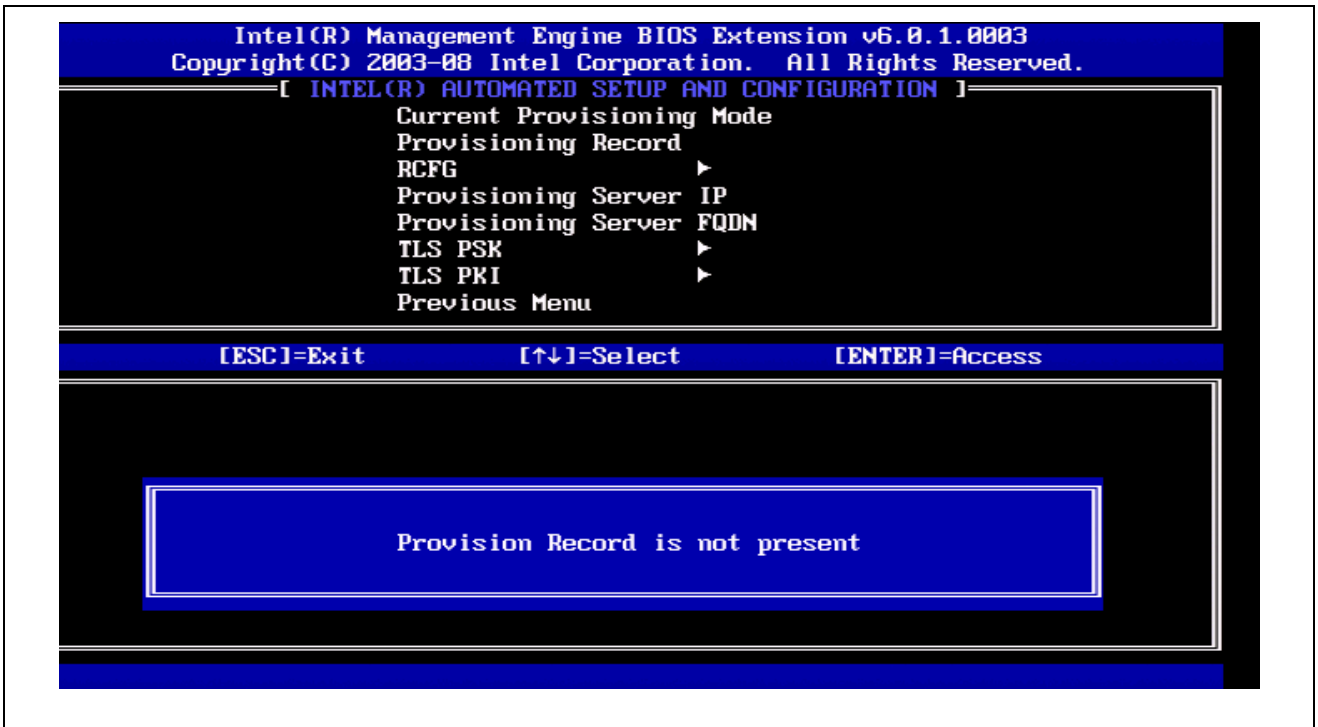 Intel(R) Management Engine BIOS Extension v6.0.1.0003
Copyright(C) 2003-08 Intel Corporation.  All Rights Reserved.
[ INTEL(R) AUTOMATED SETUP AND CONFIGURATION ]
Current Provisioning Mode
Provisioning Record
RCFG ►
Provisioning Server IP
Provisioning Server FQDN
TLS PSK ►
TLS PKI ►
Previous Menu
[ESC]=Exit [↑↓]=Select [ENTER]=Access
Provision Record is not present